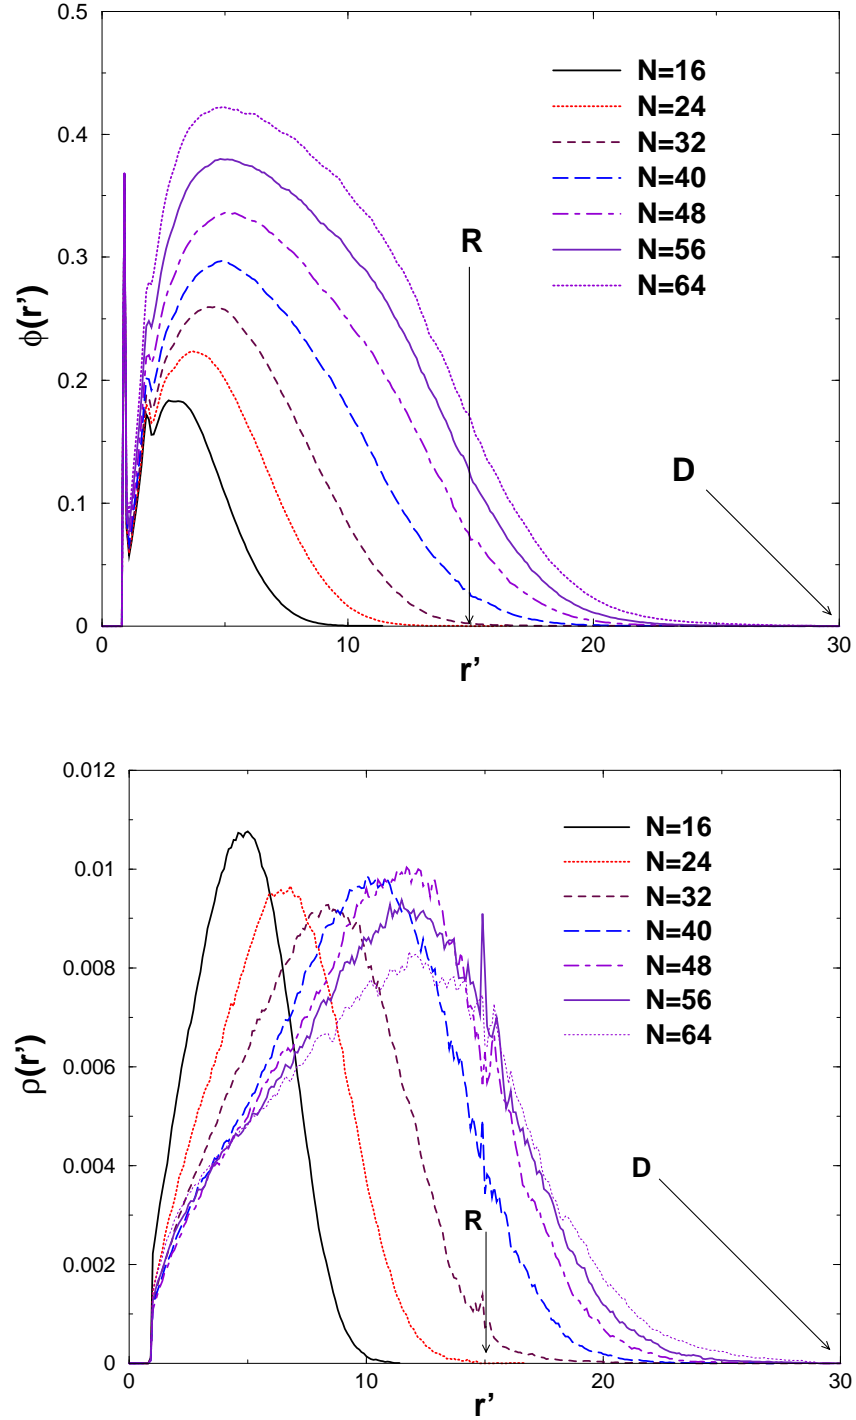 0.5
N=16
N=24
0.4
N=32
N=40
N=48
0.3
R
N=56
N=64
ϕ(r’)
0.2
D
0.1
0
0 10 20 30
r’
0.012
N=16
0.01
N=24
N=32
N=40
0.008
N=48
N=56
N=64
ρ(r’)
0.006
0.004
D
R
0.002
0
0 10 20 30
r’